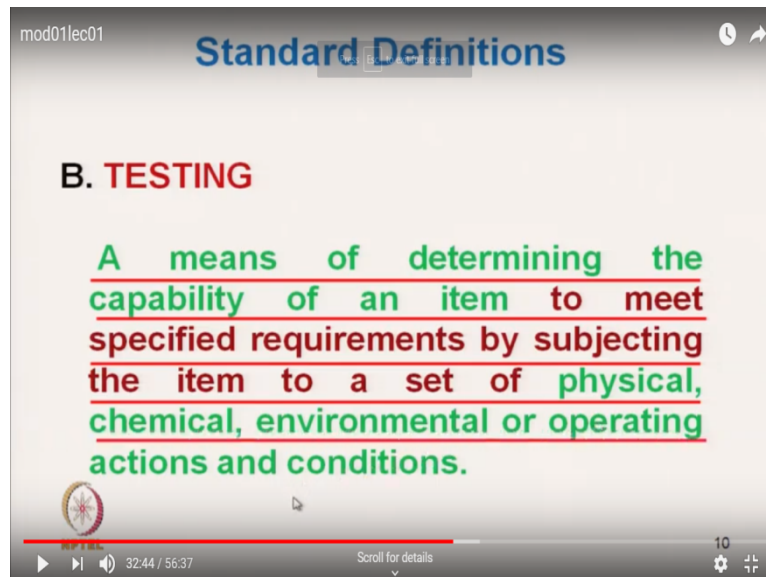 mod01lec01
Standard Definitions
B. TESTING
A means of determining the
capability of an item to meet
specified requirements by subjecting
the item to a set of physical,
chemical, environmental or operating
actions and conditions.
NPTEL
10
32:44 / 56:37
Scroll for details